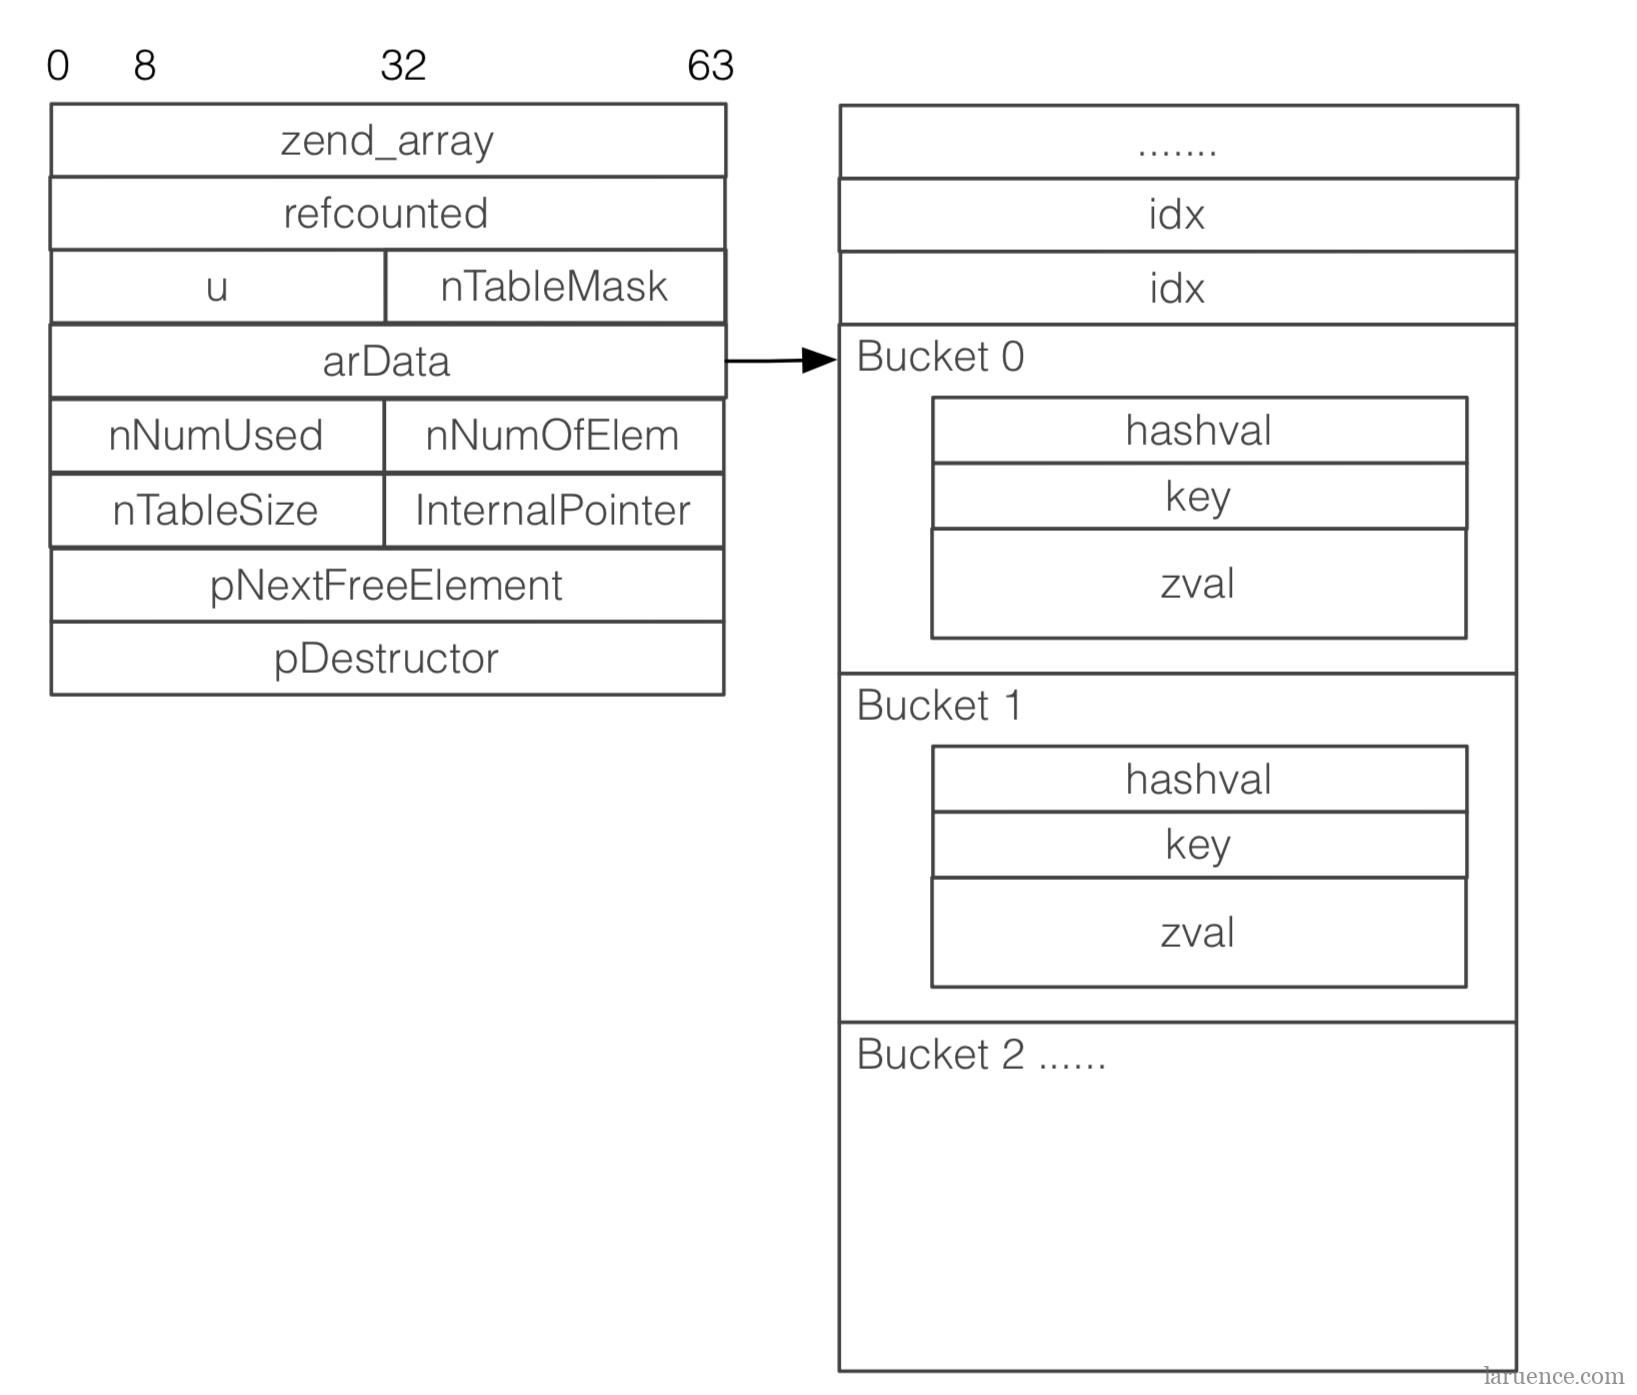 0 8 32 63
zend_array
refcounted
u nTableMask
arData
nNumUsed nNumOfElem
nTableSize InternalPointer
pNextFreeElement
pDestructor
.......
idx
idx
Bucket 0
hashval
key
zval
Bucket 1
hashval
key
zval
Bucket 2 ......
laruence.com